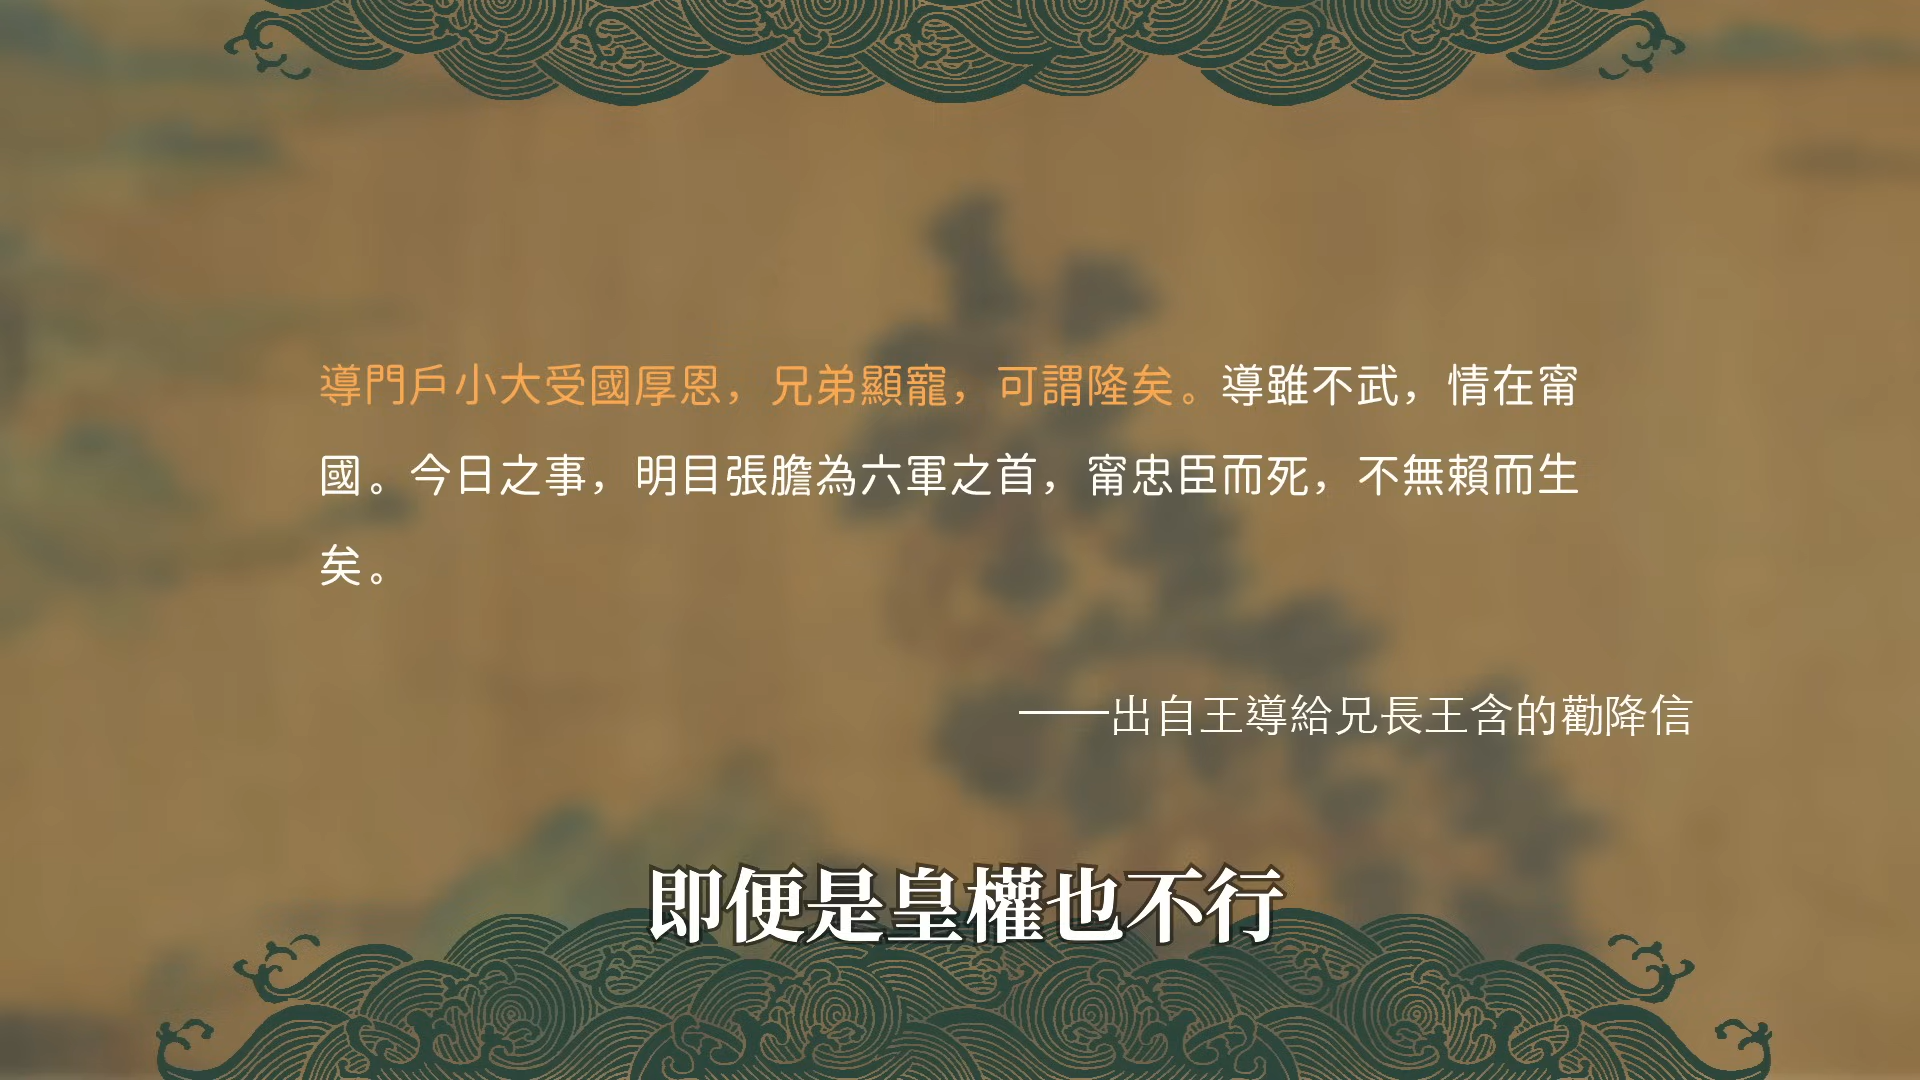 導門戶小大受國厚恩，兄弟顯寵，可謂隆矣。導雖不武，情在甯
國。今日之事，明目張膽為六軍之首，甯忠臣而死，不無賴而生
矣。
——出自王導給兄長王含的勸降信
即便是皇權也不行